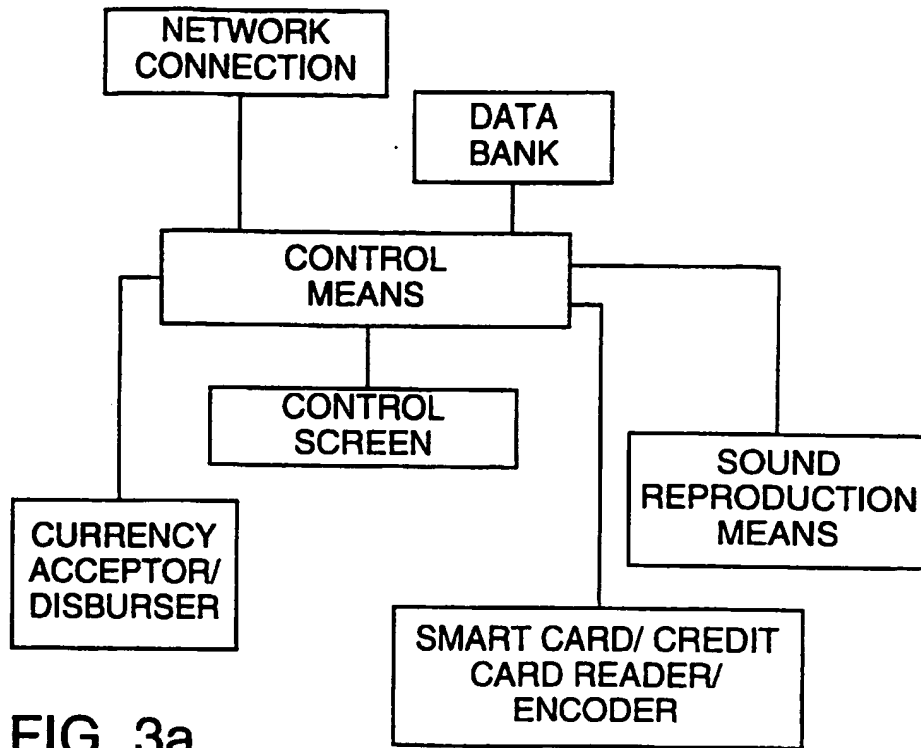 NETWORK
CONNECTION
DATA
BANK
CONTROL
MEANS
CONTROL
SCREEN
SOUND
REPRODUCTION
MEANS
CURRENCY
ACCEPTOR/
DISBURSER
SMART CARD/ CREDIT
CARD READER/
ENCODER
FIG. 3a